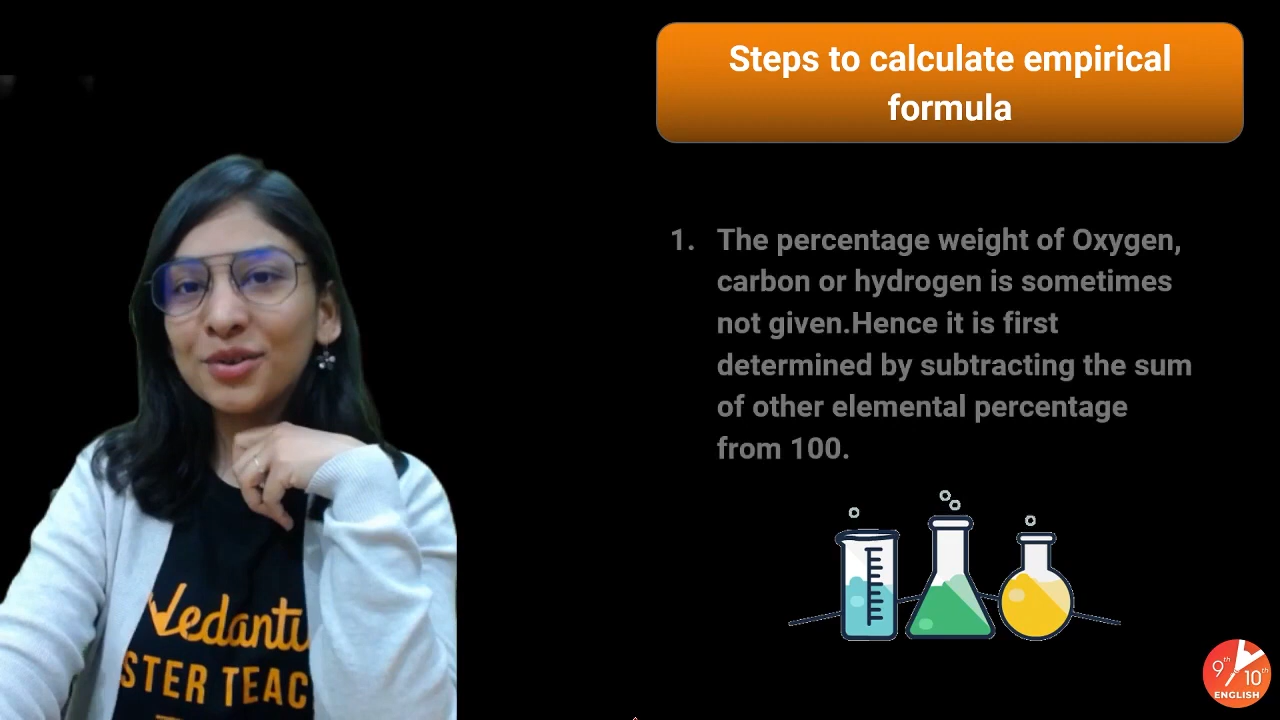 Steps to calculate empirical
formula
1. The percentage weight of Oxygen,
carbon or hydrogen is sometimes
not given.Hence it is first
determined by subtracting the sum
of other elemental percentage
from 100.
Vedantu
STER TEAC
9th 10th
ENGLISH